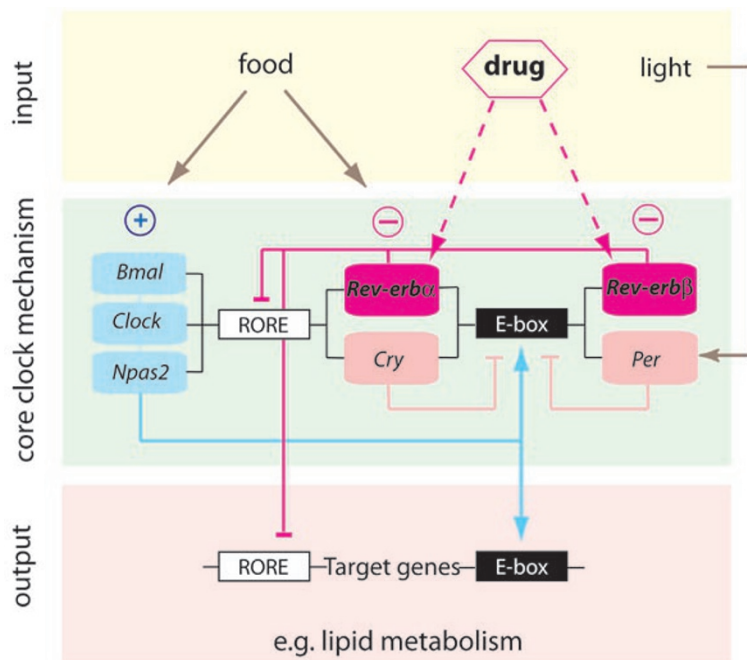 input
food
drug
light
core clock mechanism
+
−
−
Bmal
Clock
Npas2
RORE
Rev-erbα
Cry
E-box
Rev-erbβ
Per
output
RORE
Target genes
E-box
e.g. lipid metabolism